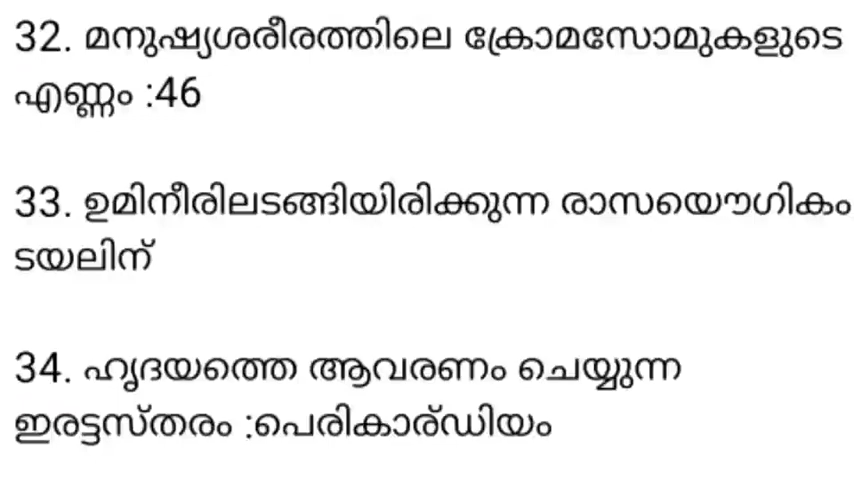 32. മനുഷ്യശരീരത്തിലെ ക്രോമസോമുകളുടെ
എണ്ണം :46
33. ഉമിനീരിലടങ്ങിയിരിക്കുന്ന രാസയൌഗികം
ടയലിന്
34. ഹൃദയത്തെ ആവരണം ചെയ്യുന്ന
ഇരട്ടസ്തരം :പെരികാര്ഡിയം